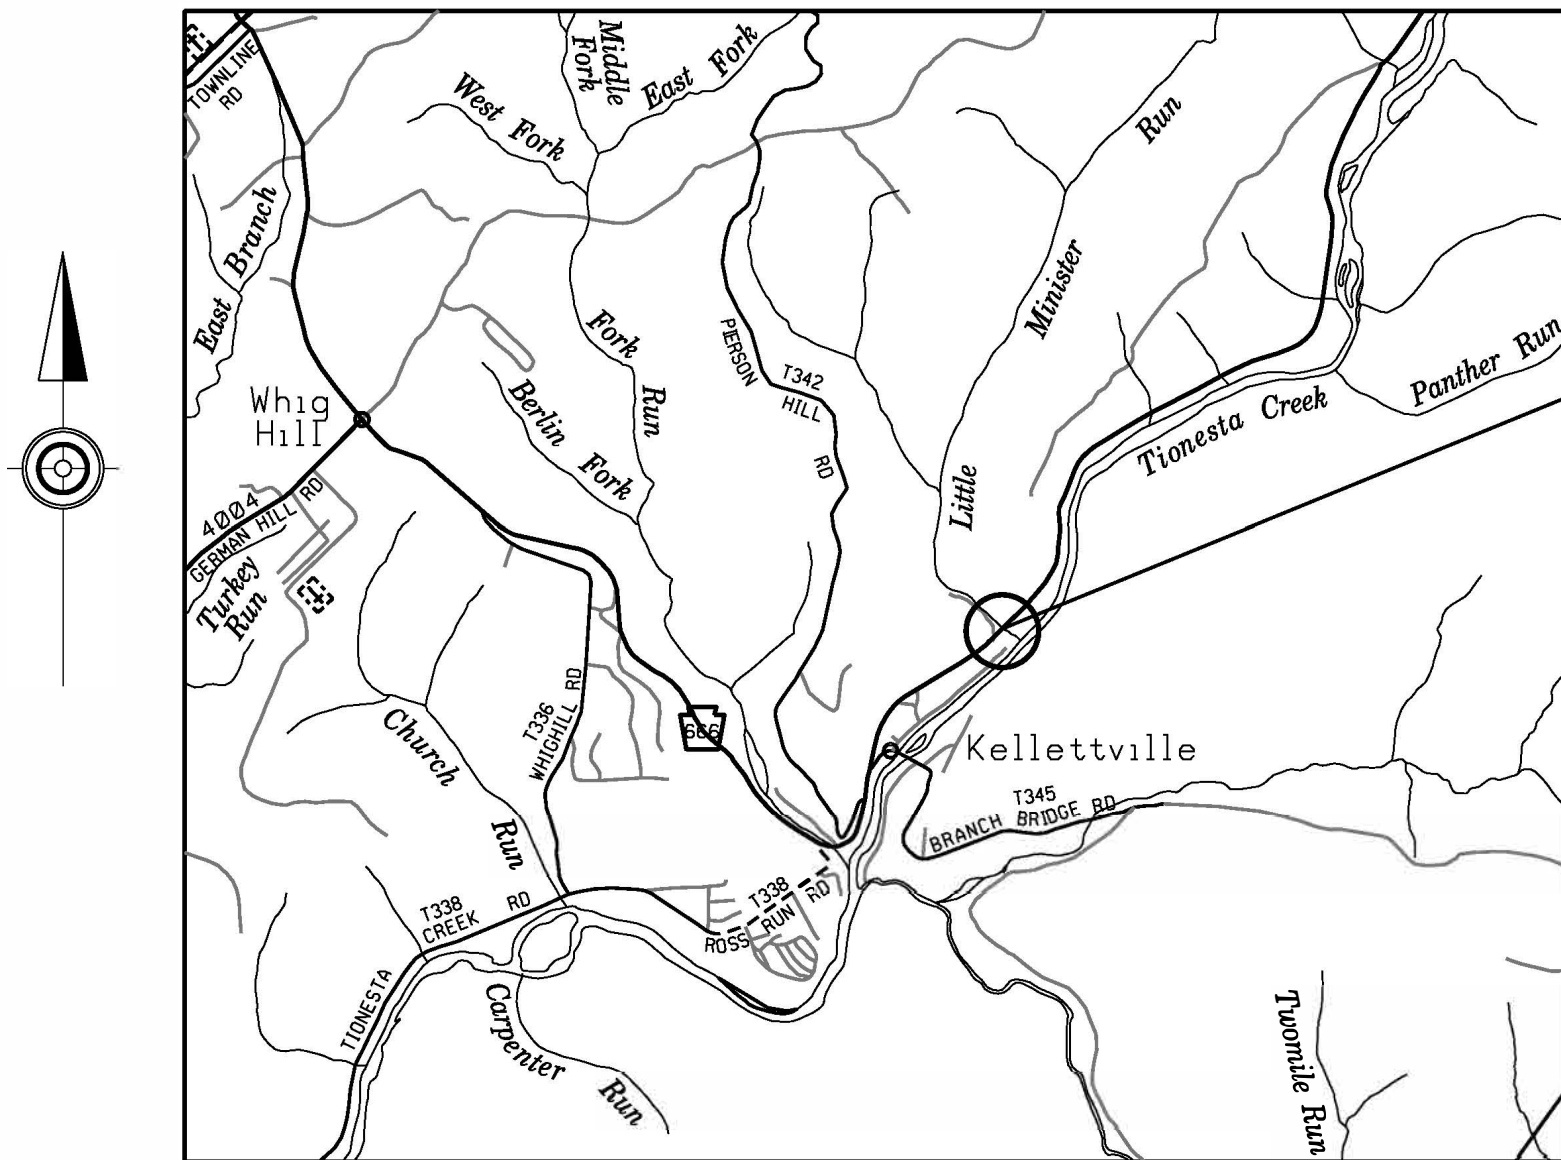 TOWNLINE
RD
Middle
Fork
East Fork
West Fork
Run
East Branch
Minister
Fork
Run
PIERSON
T342
HILL
RD
Panther Run
Tionesta Creek
Whig
Hill
Berlin
Fork
Little
4004
GERMAN HILL RD
Turkey
Run
Church
Run
T336
WHIGHILL RD
666
Kellettville
T345
BRANCH BRIDGE RD
T338
CREEK RD
TIONESTA
T338
ROSS RUN RD
Carpenter
Run
Twomile Run